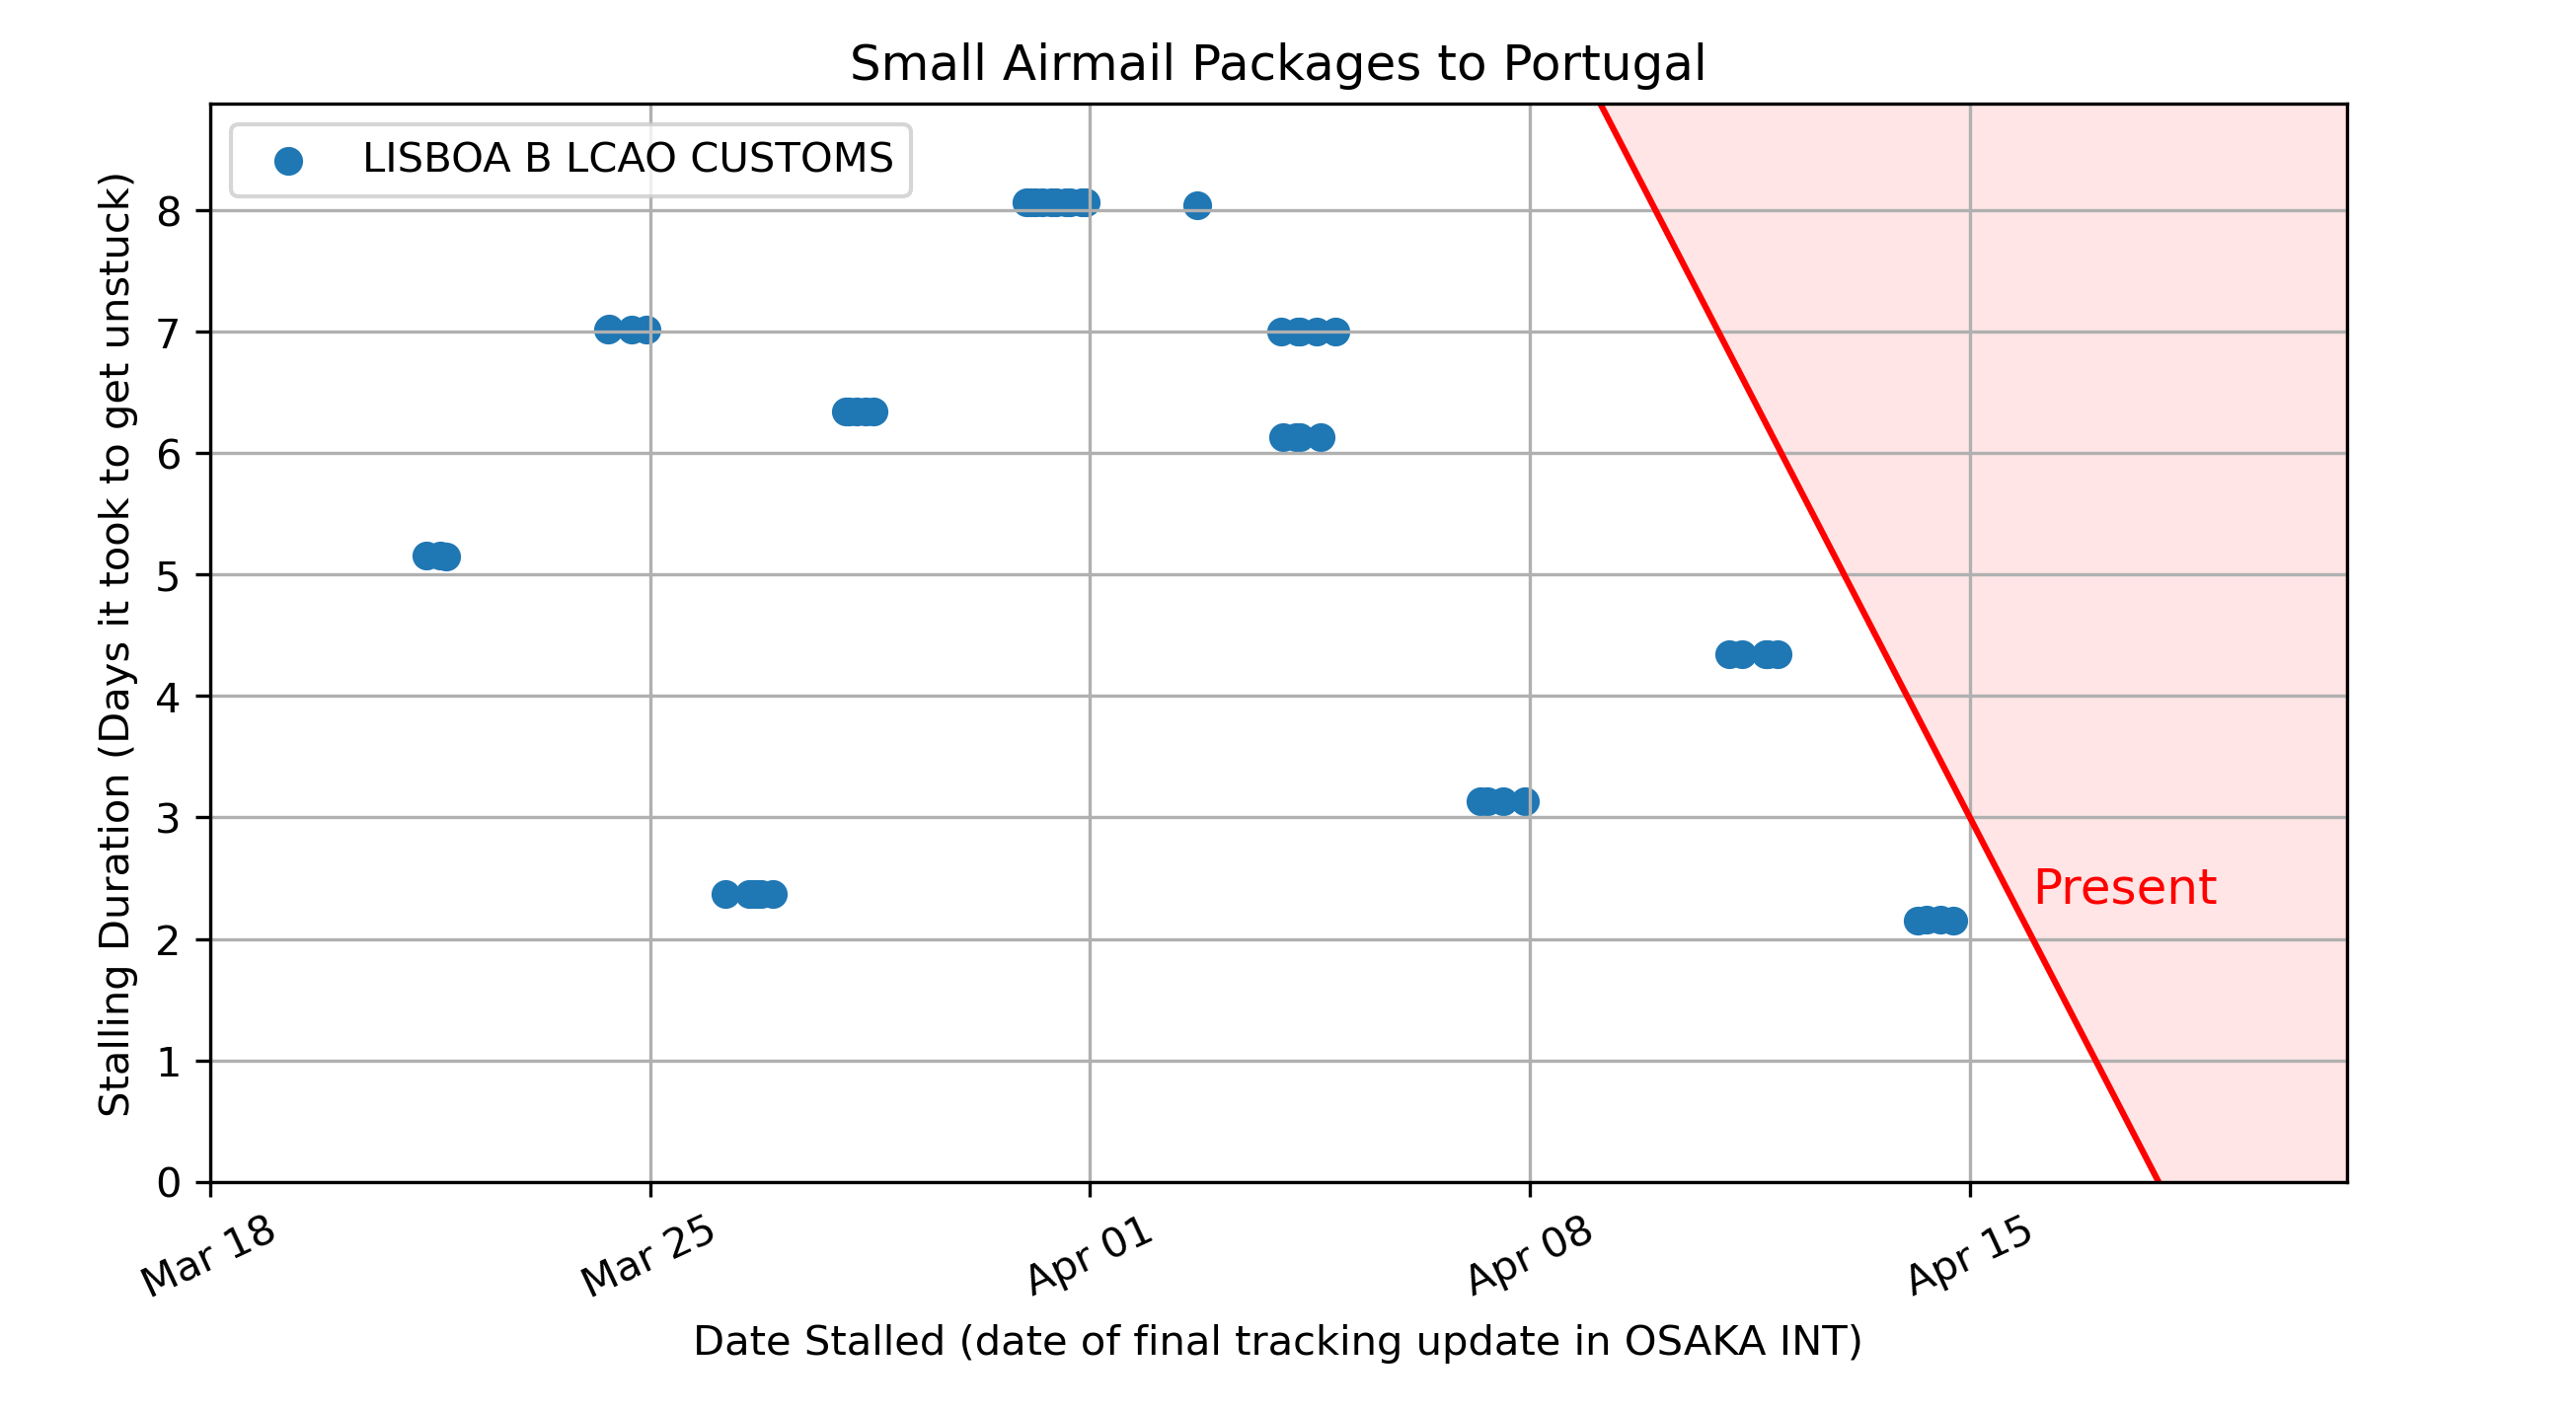 Small Airmail Packages to Portugal
LISBOA B LCAO CUSTOMS
Stalling Duration (Days it took to get unstuck)
8
7
6
5
4
3
2
1
0
Present
Mar 18
Mar 25
Apr 01
Apr 08
Apr 15
Date Stalled (date of final tracking update in OSAKA INT)